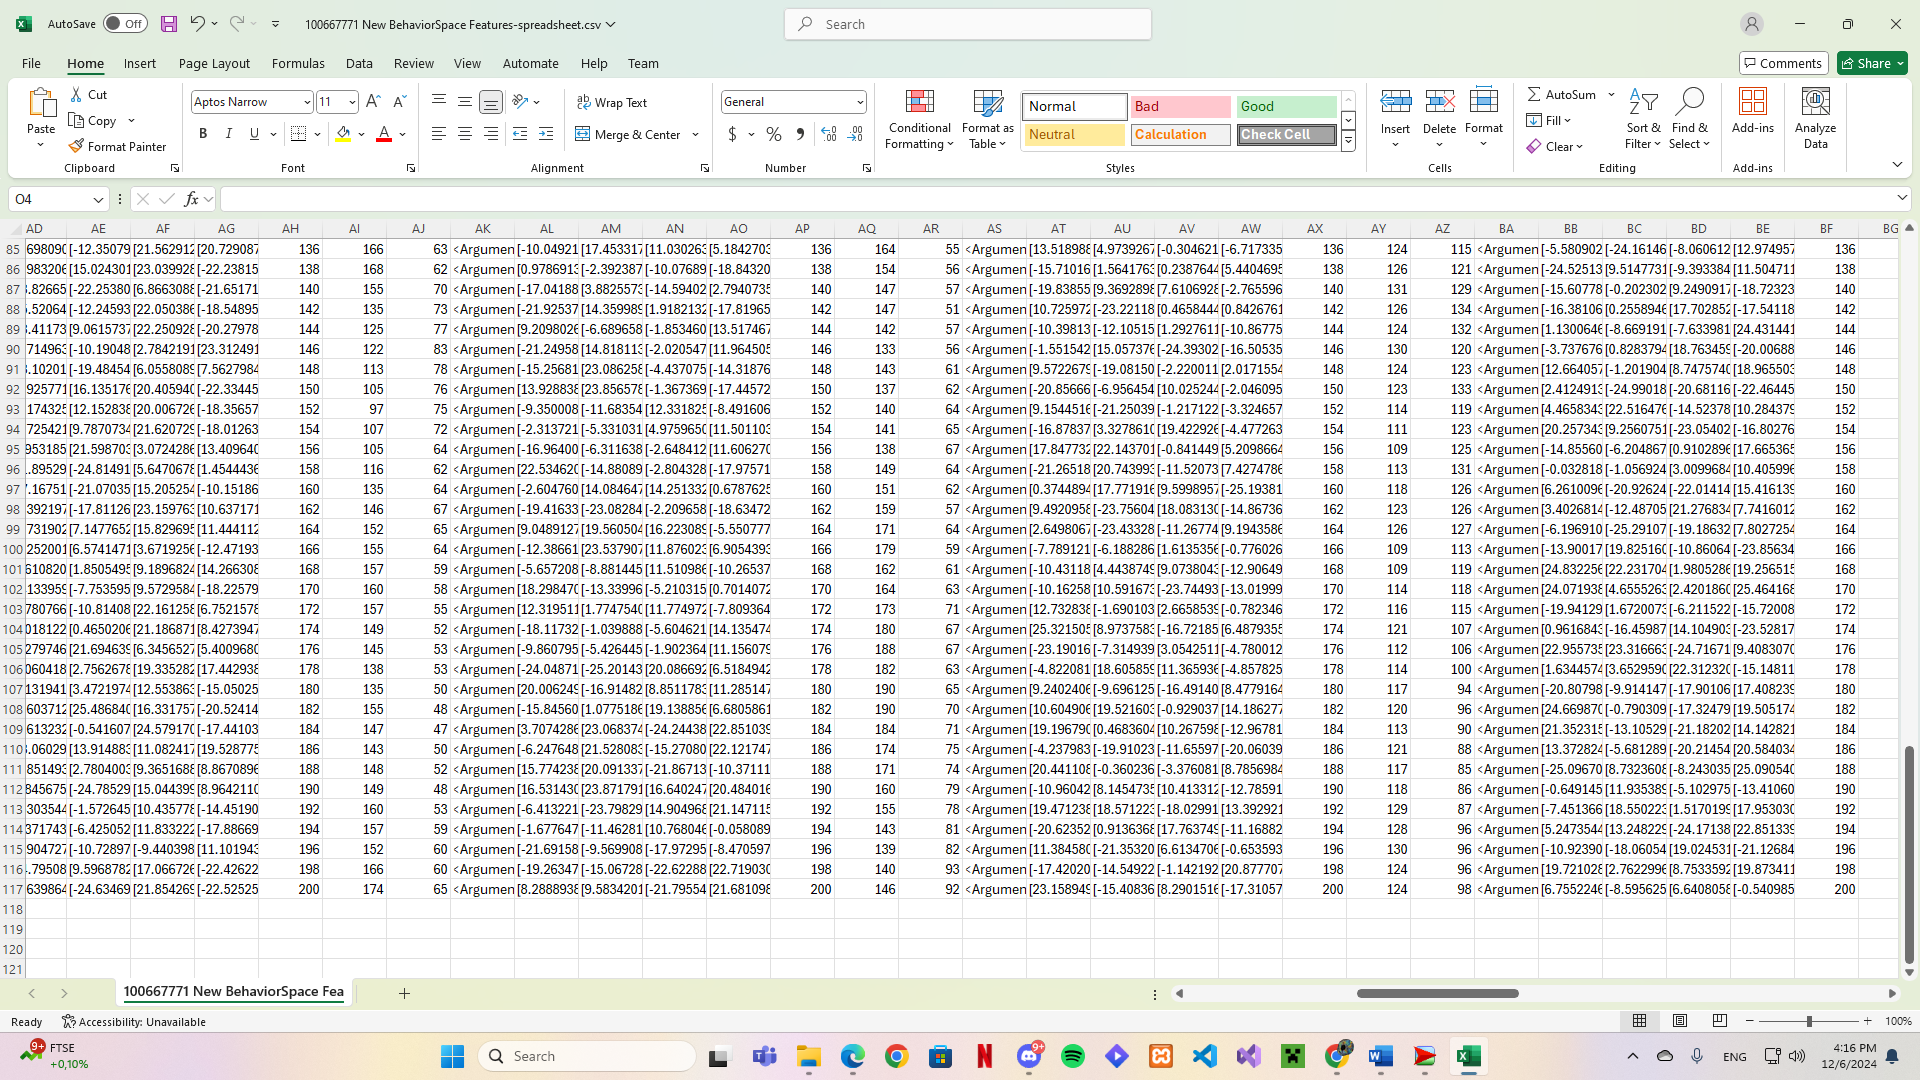 AutoSave Off 100667771 New BehaviorSpace Features-spreadsheet.csv Search
File Home Insert Page Layout Formulas Data Review View Automate Help Team Comments Share
Paste Cut Copy Format Painter Clipboard
Aptos Narrow 11 B I U A Font
Wrap Text Merge & Center Alignment
General $ % Number
Conditional Formatting Format as Table
Normal Bad Good
Neutral Calculation Check Cell
Styles
Insert Delete Format Cells
AutoSum Fill Clear Sort & Filter Find & Select Editing
Add-ins Add-ins
Analyze Data
O4 fx
AD AE AF AG AH AI AJ AK AL AM AN AO AP AQ AR AS AT AU AV AW AX AY AZ BA BB BC BD BE BF BG
85 698090 [-12.35079 [21.562912 [20.729087 136 166 63 <Argumen [-10.04921 [17.453317 [11.030263 [5.1842703 136 164 55 <Argumen [13.518988 [4.9739267 [-0.304621 [-6.717335 136 124 115 <Argumen [-5.580902 [-24.16146 [-8.060612 [12.974957 136
86 983206 [15.024301 [23.039928 [-22.23815 138 168 62 <Argumen [0.9786913 [-2.392387 [-10.07689 [-18.84320 138 154 56 <Argumen [-15.71016 [1.5641763 [0.2387644 [5.4404695 138 126 121 <Argumen [-24.52513 [9.5147731 [-9.393384 [11.504711 138
87 .82665 [-22.25380 [6.8663088 [-21.65171 140 155 70 <Argumen [-17.04188 [3.8825573 [-14.59402 [2.7940735 140 147 57 <Argumen [-19.83855 [9.3692898 [7.6106928 [-2.765596 140 131 129 <Argumen [-15.60778 [-0.202302 [9.2490917 [-18.72323 140
88 .52064 [-12.24593 [22.050386 [-18.54895 142 135 73 <Argumen [-21.92537 [14.359989 [1.9182132 [-17.81965 142 147 51 <Argumen [10.725972 [-23.22118 [0.4658444 [0.8426761 142 126 134 <Argumen [-16.38106 [0.2558946 [17.702852 [-17.54118 142
89 .41173 [9.0615737 [22.250928 [-20.27978 144 125 77 <Argumen [9.2098026 [-6.689658 [-1.853460 [13.517467 144 142 57 <Argumen [-10.39813 [-12.10515 [1.2927611 [-10.86775 144 124 132 <Argumen [1.1300646 [-8.669191 [-7.633981 [24.431441 144
90 714963 [-10.19048 [2.7842191 [23.312491 146 122 83 <Argumen [-21.24958 [14.818113 [-2.020547 [11.964505 146 133 56 <Argumen [-1.551542 [15.057376 [-24.39302 [-16.50535 146 130 120 <Argumen [-3.737676 [0.8283794 [18.763459 [-20.00688 146
91 .10201 [-19.48454 [6.0558089 [7.5627984 148 113 78 <Argumen [-15.25681 [23.086258 [-4.437075 [-14.31876 148 143 61 <Argumen [9.5722679 [-19.08150 [-2.220011 [2.0171554 148 124 123 <Argumen [12.664057 [-1.201904 [8.7475740 [18.965503 148
92 925771 [16.135176 [20.405940 [-22.33445 150 105 76 <Argumen [13.928838 [23.856578 [-1.367369 [-17.44572 150 137 62 <Argumen [-20.85666 [-6.956454 [10.025244 [-2.046095 150 123 133 <Argumen [2.4124913 [-24.99018 [-20.68116 [-22.46445 150
93 174325 [12.152838 [20.006726 [-18.35657 152 97 75 <Argumen [-9.350008 [-11.68354 [12.331825 [-8.491606 152 140 64 <Argumen [9.1544516 [-21.25039 [-1.217122 [-3.324657 152 114 119 <Argumen [4.4658343 [22.516476 [-14.52378 [10.284379 152
94 725421 [9.7870734 [21.620729 [-18.01263 154 107 72 <Argumen [-2.313721 [-5.331031 [4.9759650 [11.501103 154 141 65 <Argumen [-16.87837 [3.3278610 [19.422926 [-4.477263 154 111 123 <Argumen [20.257343 [9.2560751 [-23.05402 [-16.80276 154
95 953185 [21.598703 [3.0724286 [13.409640 156 105 64 <Argumen [-16.96400 [-6.311638 [-2.648412 [11.606270 156 138 67 <Argumen [17.847732 [22.143701 [-0.841449 [5.2098664 156 109 125 <Argumen [-14.85560 [-6.204867 [0.9102896 [17.665365 156
96 .89529 [-24.81491 [5.6470678 [1.4544436 158 116 62 <Argumen [22.534620 [-14.88089 [-2.804328 [-17.97571 158 149 64 <Argumen [-21.26518 [20.743993 [-11.52073 [7.4274786 158 113 131 <Argumen [-0.032818 [-1.056924 [3.0099684 [10.405996 158
97 .16751 [-21.07035 [15.205254 [-10.15186 160 135 64 <Argumen [-2.604760 [14.084647 [14.251332 [0.6787625 160 151 62 <Argumen [0.3744894 [17.771916 [9.5998957 [-25.19381 160 118 126 <Argumen [6.2610096 [-20.92624 [-22.01414 [15.416139 160
98 392197 [-17.81126 [23.159763 [10.637171 162 146 67 <Argumen [-19.41633 [-23.08284 [-2.209658 [-18.63472 162 159 57 <Argumen [9.4920958 [-23.75604 [18.083130 [-14.86736 162 123 123 <Argumen [3.4026814 [-12.48705 [21.276834 [7.7416012 162
99 731902 [7.1477652 [15.829695 [11.444112 164 152 65 <Argumen [9.0489127 [19.560504 [16.223089 [-5.550777 164 171 64 <Argumen [2.6498067 [-23.43328 [-11.26774 [9.1943586 164 126 127 <Argumen [-6.196910 [-25.29107 [-19.18632 [7.8027254 164
100 252001 [6.5741471 [3.6719256 [-12.47193 166 155 64 <Argumen [-12.38661 [23.537907 [11.876023 [6.9054393 166 179 59 <Argumen [-7.789121 [-6.188286 [1.6135356 [-0.776026 166 109 113 <Argumen [-13.90017 [19.825160 [-10.86064 [-23.85634 166
101 610820 [1.8505495 [9.1896824 [14.266308 168 157 59 <Argumen [-5.657208 [-8.881445 [11.510986 [-10.26537 168 162 61 <Argumen [-10.43118 [4.4438749 [9.0738043 [-12.90649 168 109 119 <Argumen [24.832256 [22.231704 [1.9805286 [19.256515 168
102 133959 [-7.753595 [9.5729584 [-18.22579 170 160 58 <Argumen [18.298470 [-13.33996 [-5.210315 [0.7014072 170 164 63 <Argumen [-10.16258 [10.591673 [-23.74493 [-13.01999 170 114 118 <Argumen [24.071938 [4.6555263 [2.4201860 [25.464168 170
103 780766 [-10.81408 [22.161258 [6.7521578 172 157 55 <Argumen [12.319511 [1.7747540 [11.774972 [-7.809364 172 173 71 <Argumen [12.732838 [-1.690103 [2.6658539 [-0.782346 172 116 115 <Argumen [-19.94129 [1.6720073 [-6.211522 [-15.72008 172
104 018122 [0.4650206 [21.186871 [8.4273947 174 149 52 <Argumen [-18.11732 [-1.039888 [-5.604621 [14.135474 174 180 67 <Argumen [25.321505 [8.9737583 [-16.72185 [6.4879355 174 121 107 <Argumen [0.9616843 [-16.45987 [14.104903 [-23.52817 174
105 279746 [21.694639 [6.3456527 [5.4009680 176 145 53 <Argumen [-9.860795 [-5.426445 [-1.902364 [11.156079 176 188 67 <Argumen [-23.19016 [-7.314939 [3.0542511 [-4.780012 176 112 106 <Argumen [22.955735 [23.316663 [-24.71671 [9.4083070 176
106 060418 [2.7562678 [19.335282 [17.442938 178 138 53 <Argumen [-24.04871 [-25.20143 [20.086692 [6.5184942 178 182 63 <Argumen [-4.822081 [18.605859 [11.365936 [-4.857825 178 114 100 <Argumen [1.6344574 [3.6529590 [22.312320 [-15.14811 178
107 131941 [3.4721974 [12.553863 [-15.05025 180 135 50 <Argumen [20.006249 [-16.91482 [8.8511783 [11.285147 180 190 65 <Argumen [9.2402406 [-9.696125 [-16.49140 [8.4779164 180 117 94 <Argumen [-20.80798 [-9.914147 [-17.90106 [17.408239 180
108 603712 [25.486840 [16.331757 [-20.52414 182 155 48 <Argumen [-15.84560 [1.0775186 [19.138856 [6.6805861 182 190 70 <Argumen [10.604906 [19.521603 [-0.929037 [14.186277 182 120 96 <Argumen [24.669870 [-0.790309 [-17.32479 [19.505174 182
109 613232 [-0.541607 [24.579170 [-17.44103 184 147 47 <Argumen [3.7074286 [23.068374 [-24.24438 [22.851039 184 184 71 <Argumen [19.196790 [0.4683604 [10.267598 [-12.96781 184 113 90 <Argumen [21.352315 [-13.10529 [-21.18202 [14.142821 184
110 .06029 [13.914883 [11.082417 [19.528775 186 143 50 <Argumen [-6.247648 [21.528083 [-15.27080 [22.121747 186 174 75 <Argumen [-4.237983 [-19.91023 [-11.65597 [-20.06039 186 121 88 <Argumen [13.372824 [-5.681289 [-20.21454 [20.584034 186
111 851493 [2.7804003 [9.3651688 [8.8670896 188 148 52 <Argumen [15.774238 [20.091337 [-21.86713 [-10.37111 188 171 74 <Argumen [20.441108 [-0.360236 [-3.376081 [8.7856984 188 117 85 <Argumen [-25.09670 [8.7323608 [-8.243035 [25.090540 188
112 845675 [-24.78529 [15.044399 [8.9642110 190 149 48 <Argumen [16.531430 [23.871791 [16.640247 [20.484016 190 160 79 <Argumen [-10.96042 [8.1454735 [10.413312 [-12.78591 190 118 86 <Argumen [-0.649145 [11.935389 [-5.102975 [-13.41060 190
113 303544 [-1.572645 [10.435778 [-14.45190 192 160 53 <Argumen [-6.413221 [-23.79829 [14.904968 [21.147115 192 155 78 <Argumen [19.471238 [18.571223 [-18.02991 [13.392921 192 129 87 <Argumen [-7.451366 [18.550223 [1.5170199 [17.953030 192
114 371743 [-6.425052 [11.833222 [-17.88669 194 157 59 <Argumen [-1.677647 [-11.46281 [10.768046 [-0.058089 194 143 81 <Argumen [-20.62352 [0.9136368 [17.763749 [-11.16882 194 128 96 <Argumen [5.2473544 [13.248229 [-24.17138 [22.851339 194
115 904727 [-10.72897 [-9.440398 [11.101943 196 152 60 <Argumen [-21.69158 [-9.569908 [-17.97295 [-8.470597 196 139 82 <Argumen [11.384580 [-21.35320 [6.6134706 [-0.653593 196 130 96 <Argumen [-10.92390 [-18.06054 [19.024531 [-21.12684 196
116 .79508 [9.5968782 [17.066726 [-22.42622 198 166 60 <Argumen [-19.26347 [-15.06728 [-22.62288 [22.719030 198 140 93 <Argumen [-17.42020 [-14.54922 [-1.142192 [20.877707 198 124 96 <Argumen [19.721028 [2.7622996 [8.7533592 [19.873411 198
117 639864 [-24.63469 [21.854269 [-22.52525 200 174 65 <Argumen [8.2888938 [9.5834201 [-21.79554 [21.681098 200 146 92 <Argumen [23.158949 [-15.40836 [8.2901516 [-17.31057 200 124 98 <Argumen [6.7552246 [-8.595625 [6.6408058 [-0.540985 200
118
119
120
121
100667771 New BehaviorSpace Fea
Ready Accessibility: Unavailable 100%
9+ FTSE +0,10% Search 9+ ENG 4:16 PM 12/6/2024